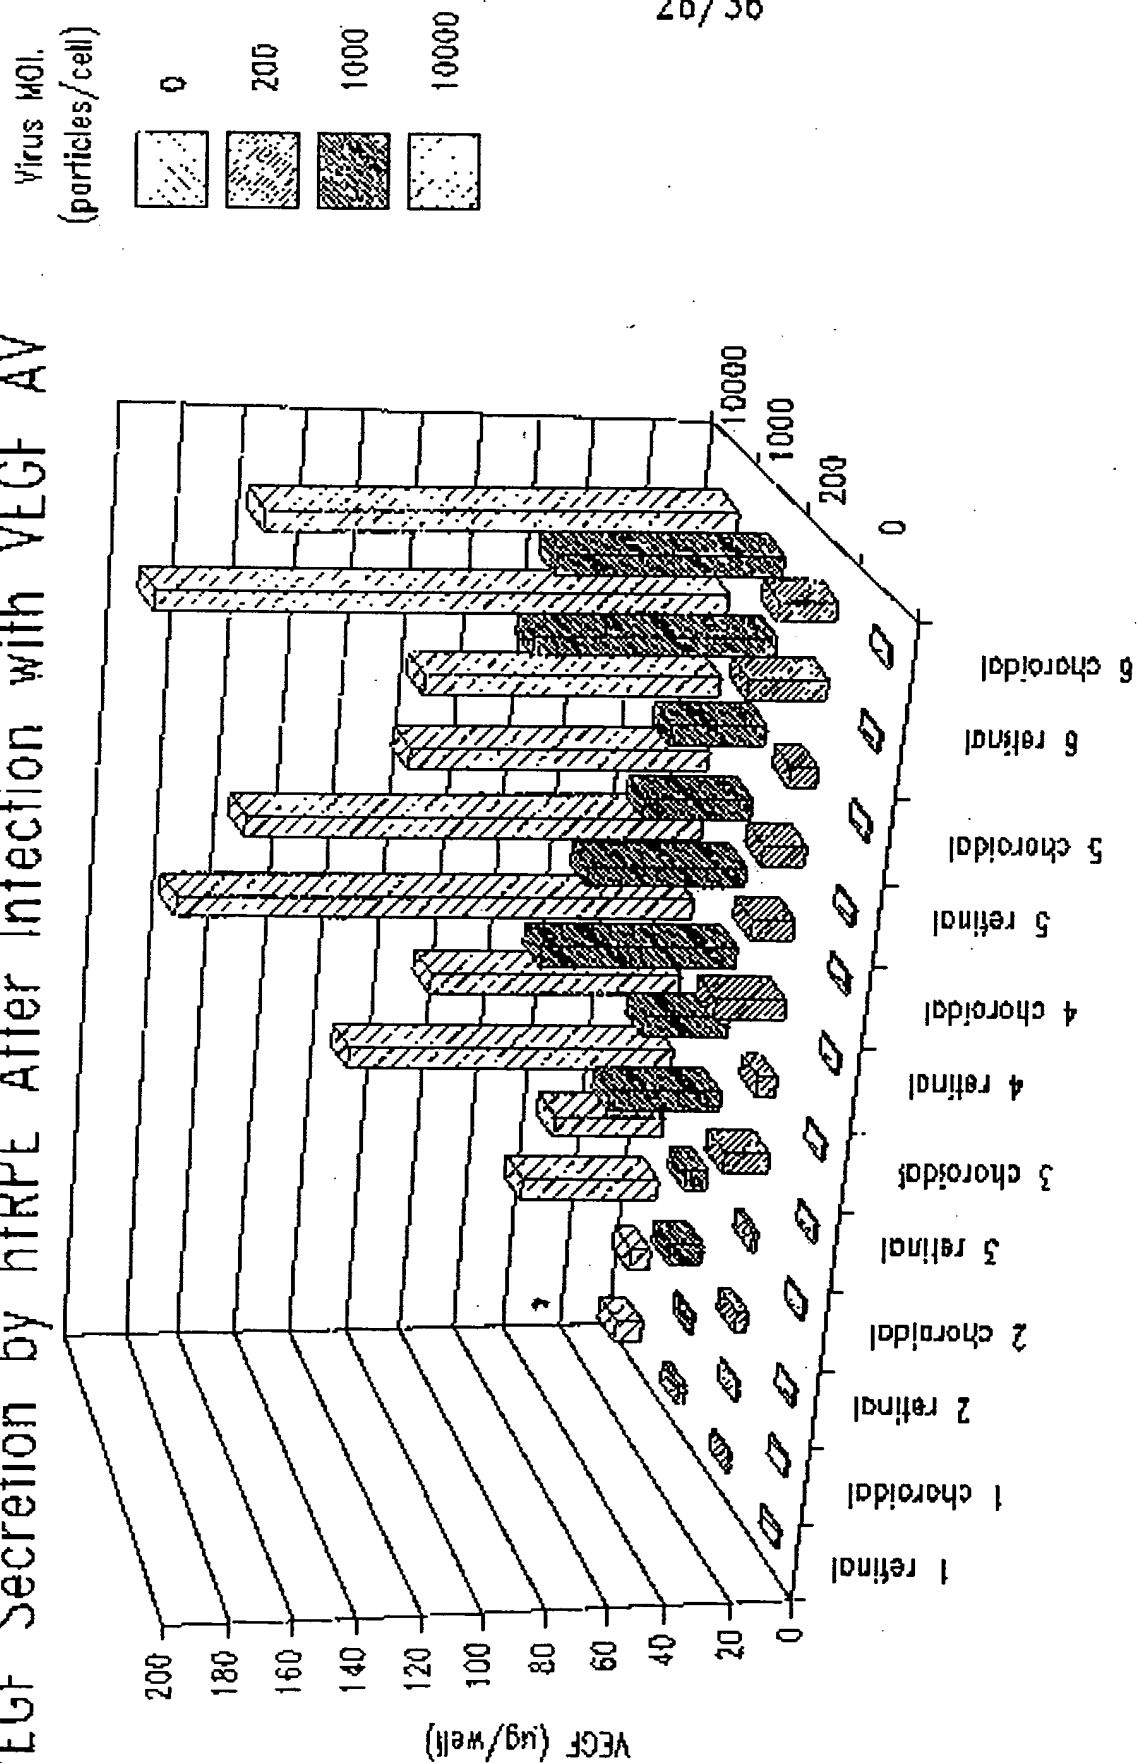 28/36
VEGF Secretion by hfRPE After Infection with VEGF AV
Virus MOI.
(particles/cell)
0
200
1000
10000
VEGF (ug/well)
200
180
160
140
120
100
80
60
40
20
0
1 retinal
1 choroidal
2 retinal
2 choroidal
3 retinal
3 choroidal
4 retinal
4 choroidal
5 retinal
5 choroidal
6 retinal
6 choroidal
0
200
1000
10000